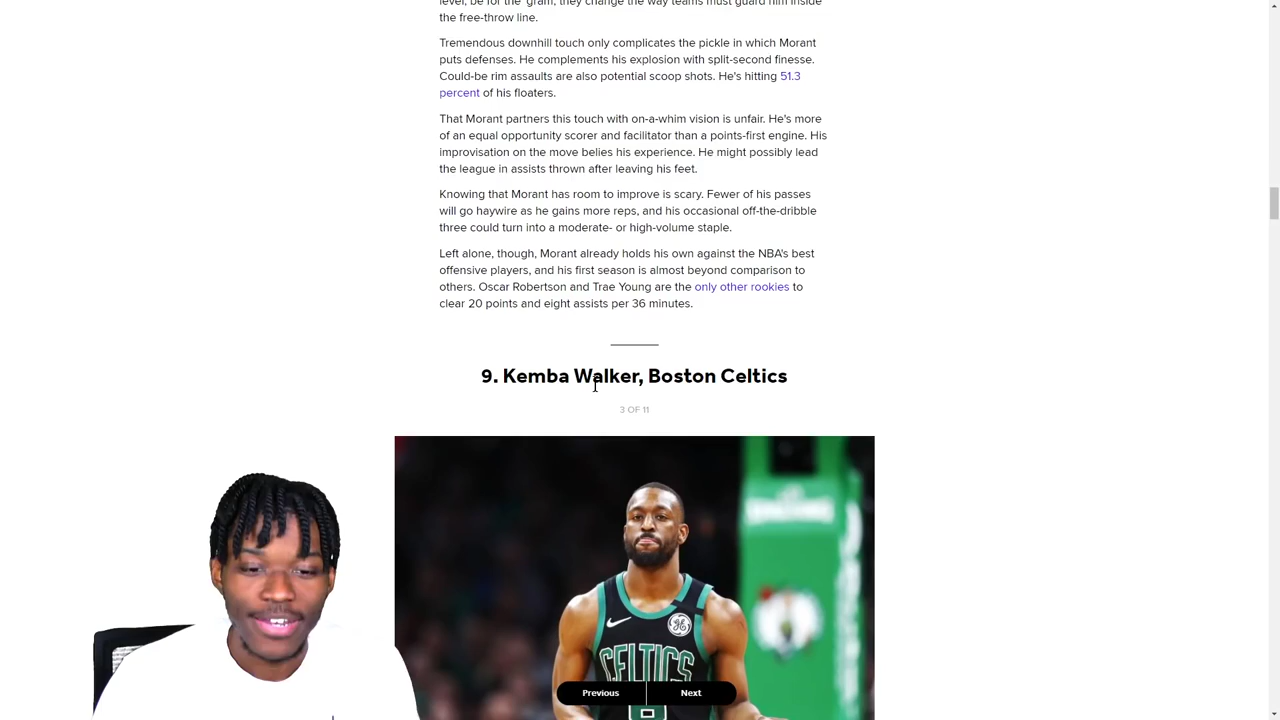 level, be for the 'gram, they change the way teams must guard him inside
the free-throw line.
Tremendous downhill touch only complicates the pickle in which Morant
puts defenses. He complements his explosion with split-second finesse.
Could-be rim assaults are also potential scoop shots. He's hitting 51.3
percent of his floaters.
That Morant partners this touch with on-a-whim vision is unfair. He's more
of an equal opportunity scorer and facilitator than a points-first engine. His
improvisation on the move belies his experience. He might possibly lead
the league in assists thrown after leaving his feet.
Knowing that Morant has room to improve is scary. Fewer of his passes
will go haywire as he gains more reps, and his occasional off-the-dribble
three could turn into a moderate- or high-volume staple.
Left alone, though, Morant already holds his own against the NBA's best
offensive players, and his first season is almost beyond comparison to
others. Oscar Robertson and Trae Young are the only other rookies to
clear 20 points and eight assists per 36 minutes.
9. Kemba Walker, Boston Celtics
3 OF 11
SPALDING
GE
CELTICS
Previous Next